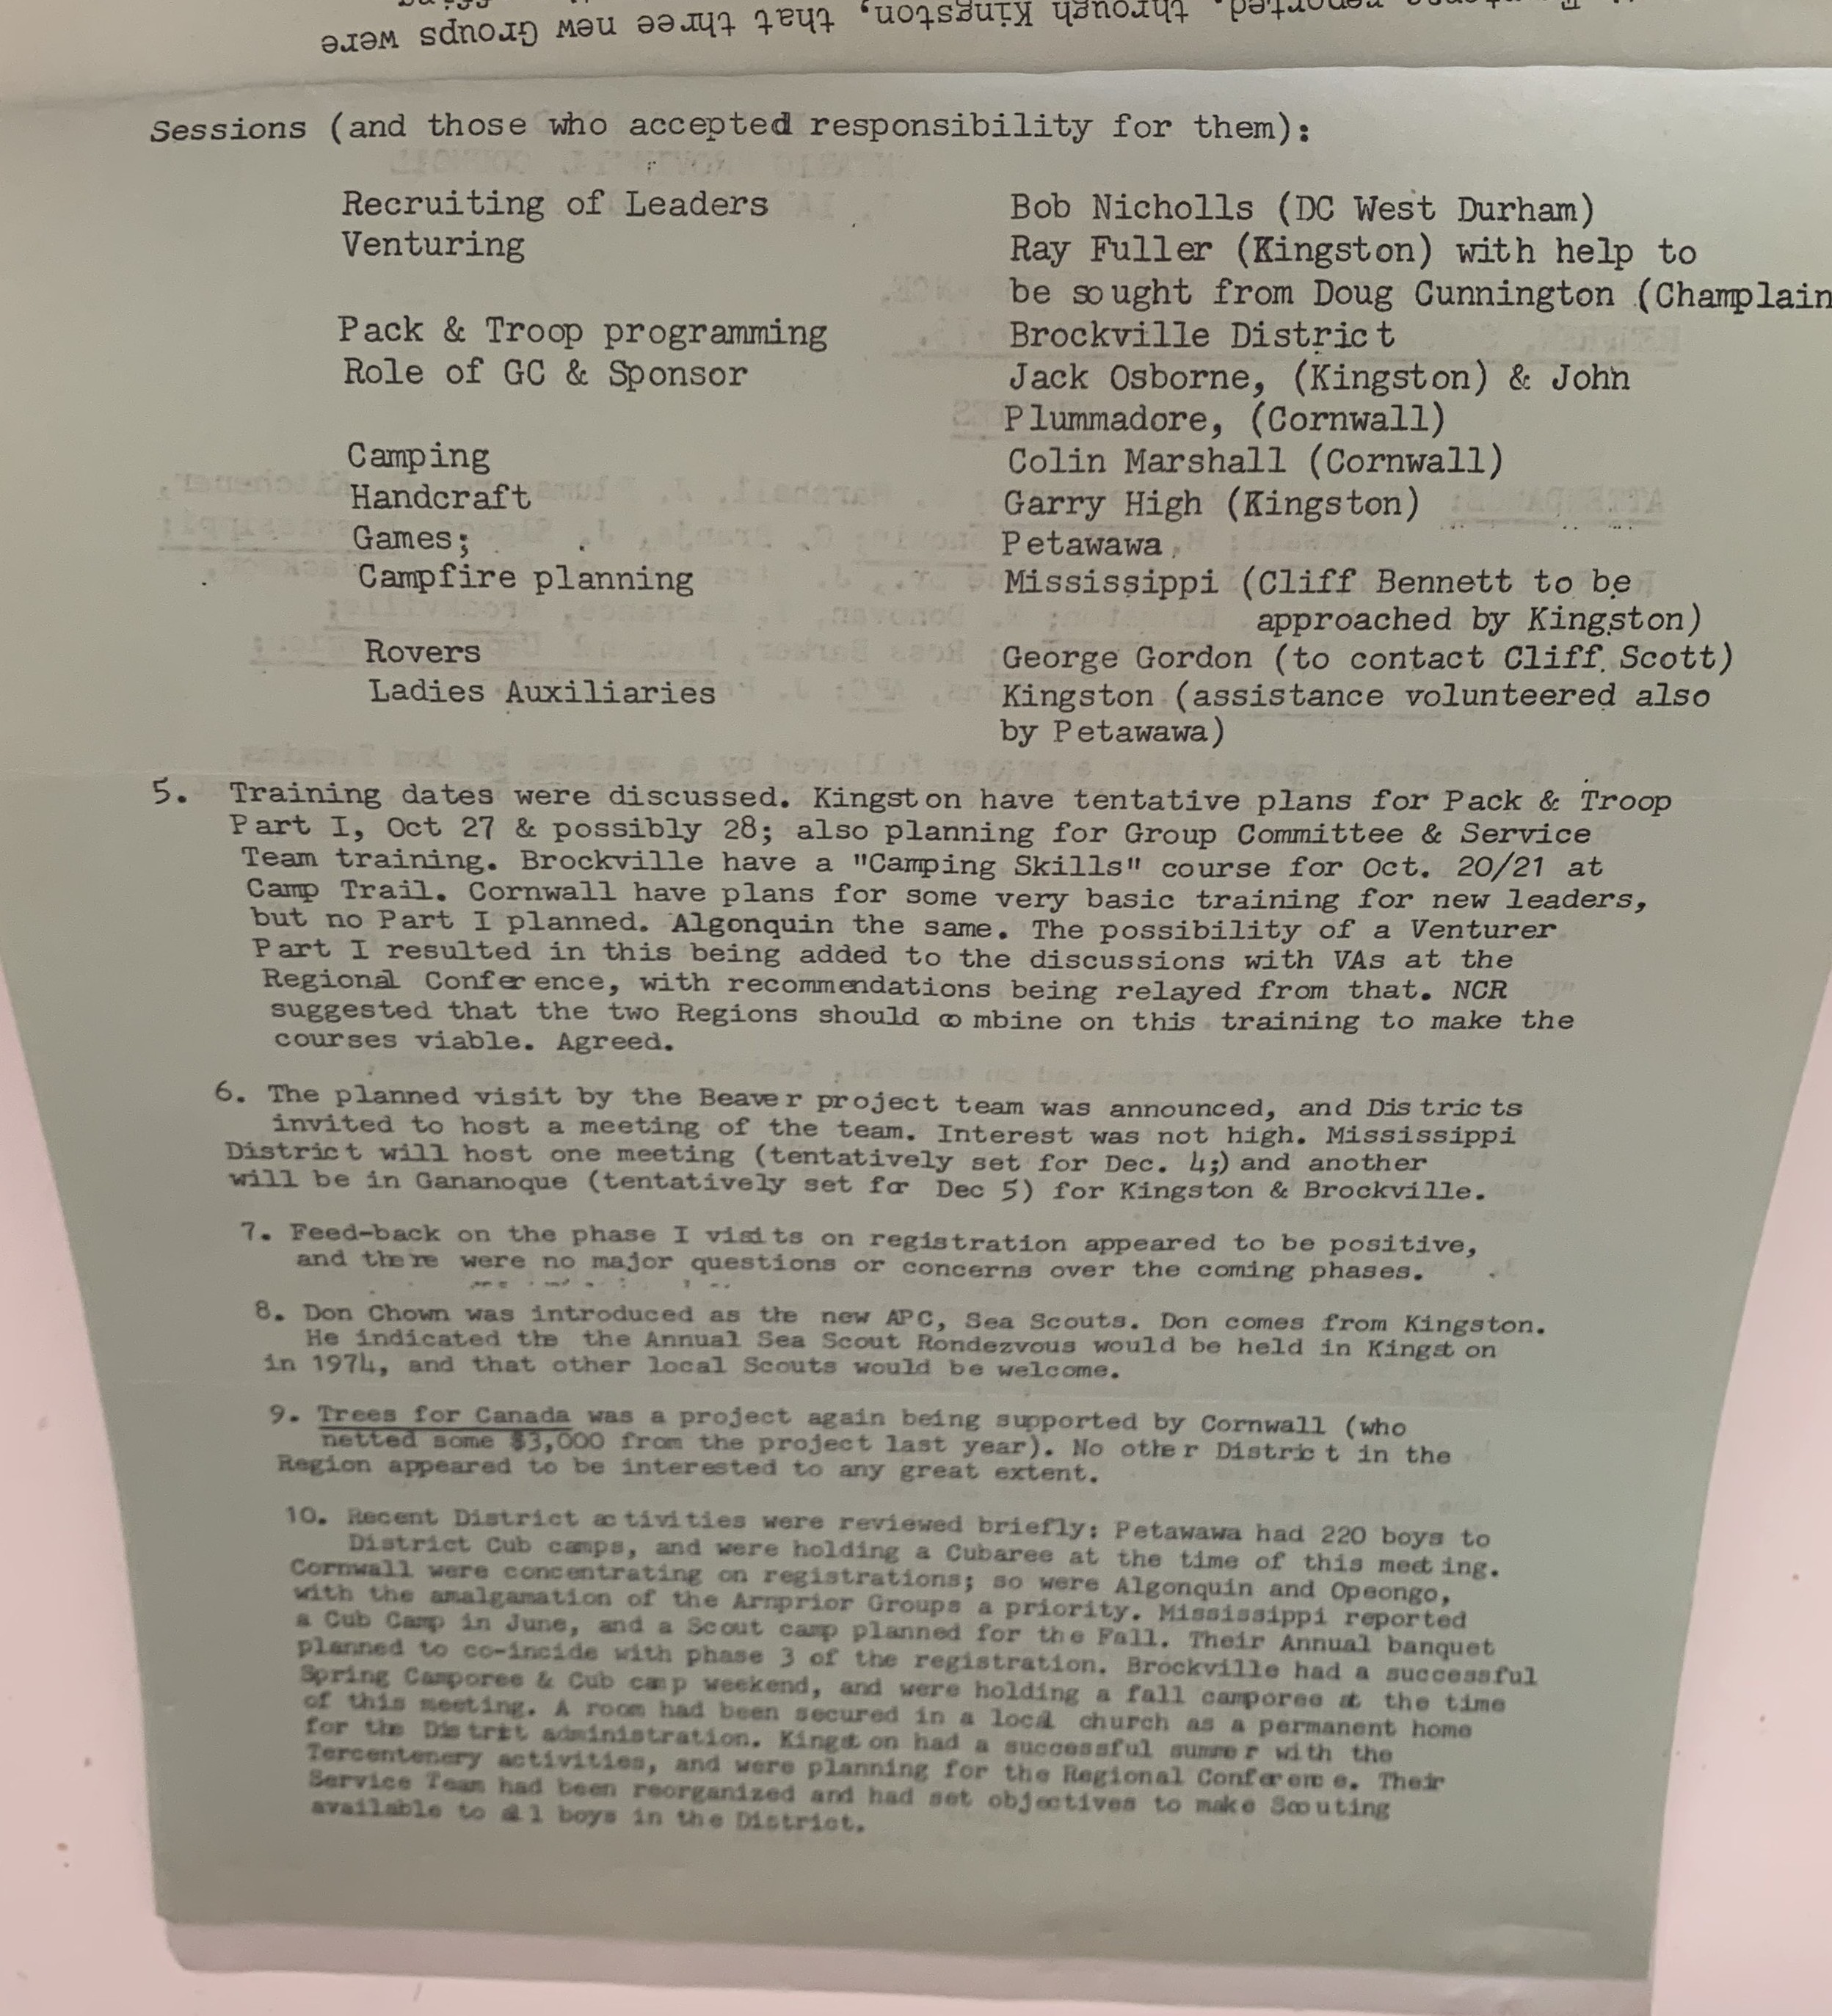 reported, through Kingston, that three new Groups were
Sessions (and those who accepted responsibility for them):
Recruiting of Leaders Bob Nicholls (DC West Durham)
Venturing Ray Fuller (Kingston) with help to
be sought from Doug Cunnington (Champlain
Pack & Troop programming Brockville District
Role of GC & Sponsor Jack Osborne, (Kingston) & John
Plummadore, (Cornwall)
Camping Colin Marshall (Cornwall)
Handcraft Garry High (Kingston)
Games; Petawawa
Campfire planning Mississippi (Cliff Bennett to be
approached by Kingston)
Rovers George Gordon (to contact Cliff Scott)
Ladies Auxiliaries Kingston (assistance volunteered also
by Petawawa)
5. Training dates were discussed. Kingston have tentative plans for Pack & Troop
Part I, Oct 27 & possibly 28; also planning for Group Committee & Service
Team training. Brockville have a "Camping Skills" course for Oct. 20/21 at
Camp Trail. Cornwall have plans for some very basic training for new leaders,
but no Part I planned. Algonquin the same. The possibility of a Venturer
Part I resulted in this being added to the discussions with VAs at the
Regional Conference, with recommendations being relayed from that. NCR
suggested that the two Regions should combine on this training to make the
courses viable. Agreed.
6. The planned visit by the Beaver project team was announced, and Districts
invited to host a meeting of the team. Interest was not high. Mississippi
District will host one meeting (tentatively set for Dec. 4;) and another
will be in Gananoque (tentatively set for Dec 5) for Kingston & Brockville.
7. Feed-back on the phase I visits on registration appeared to be positive,
and there were no major questions or concerns over the coming phases.
8. Don Chown was introduced as the new APC, Sea Scouts. Don comes from Kingston.
He indicated the the Annual Sea Scout Rondezvous would be held in Kingston
in 1974, and that other local Scouts would be welcome.
9. Trees for Canada was a project again being supported by Cornwall (who
netted some $3,000 from the project last year). No other District in the
Region appeared to be interested to any great extent.
10. Recent District activities were reviewed briefly: Petawawa had 220 boys to
District Cub camps, and were holding a Cubaree at the time of this meeting.
Cornwall were concentrating on registrations; so were Algonquin and Opeongo,
with the amalgamation of the Arnprior Groups a priority. Mississippi reported
a Cub Camp in June, and a Scout camp planned for the Fall. Their Annual banquet
planned to co-incide with phase 3 of the registration. Brockville had a successful
Spring Camporee & Cub camp weekend, and were holding a fall camporee at the time
of this meeting. A room had been secured in a local church as a permanent home
for the Distrit administration. Kingston had a successful summer with the
Tercentenery activities, and were planning for the Regional Conference. Their
Service Team had been reorganized and had set objectives to make Scouting
available to all boys in the District.